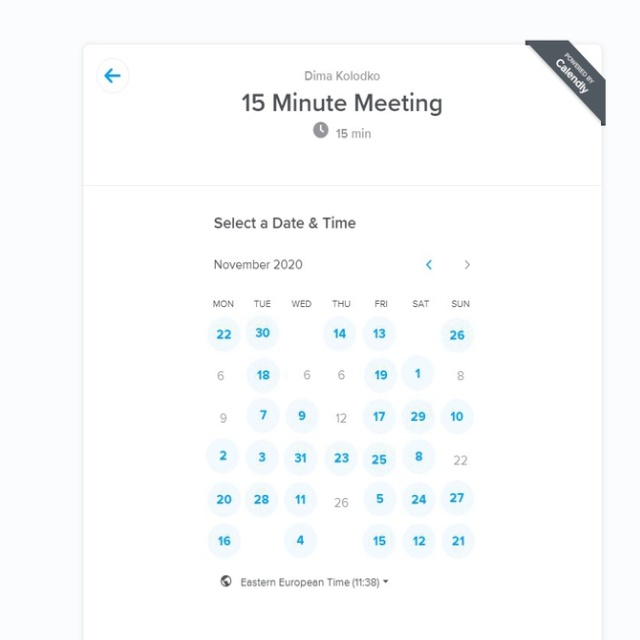 POWERED BY
Calendly
Dima Kolodko
15 Minute Meeting
15 min
Select a Date & Time
November 2020
MON TUE WED THU FRI SAT SUN
22 30 14 13 26
6 18 6 6 19 1 8
9 7 9 12 17 29 10
2 3 31 23 25 8 22
20 28 11 26 5 24 27
16 4 15 12 21
Eastern European Time (11:38)